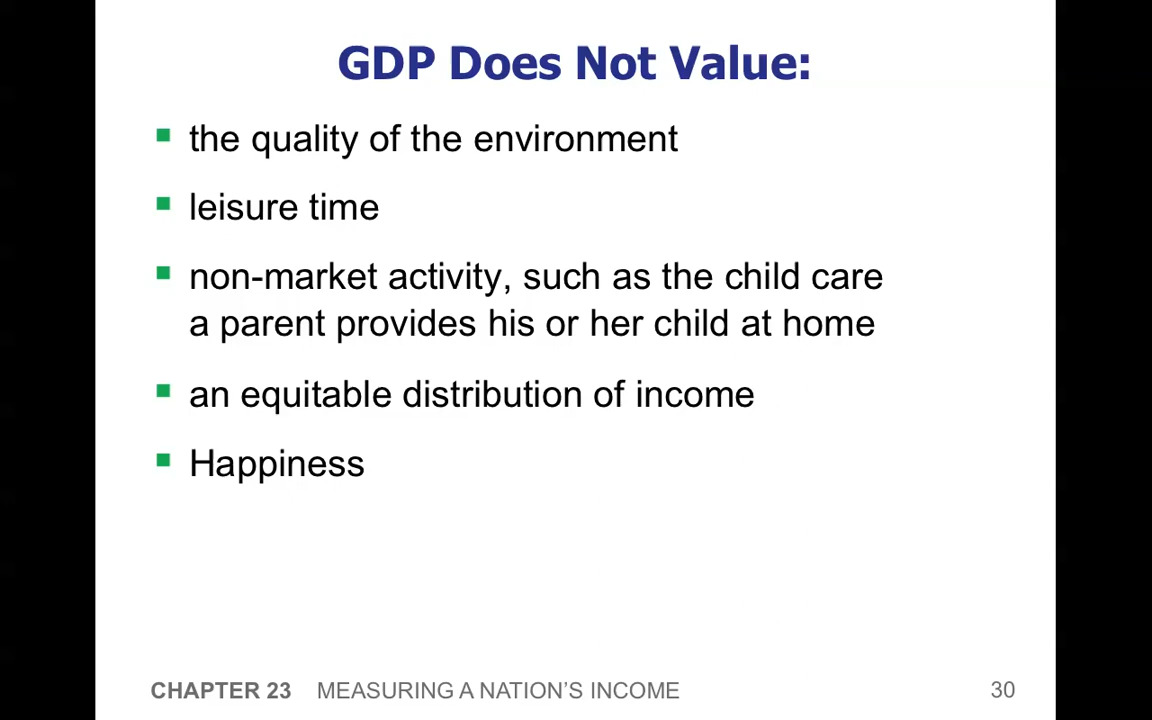 GDP Does Not Value:
the quality of the environment
leisure time
non-market activity, such as the child care
a parent provides his or her child at home
an equitable distribution of income
Happiness
CHAPTER 23 MEASURING A NATION’S INCOME 30